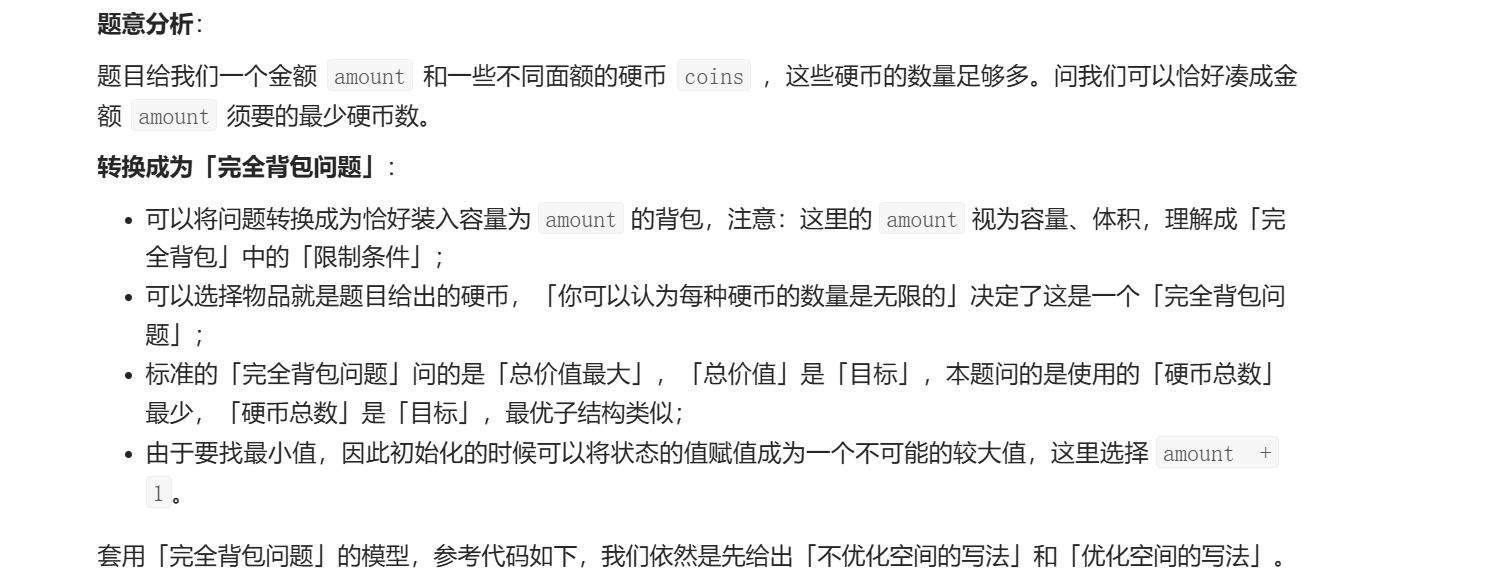 题意分析：
题目给我们一个金额 amount 和一些不同面额的硬币 coins ，这些硬币的数量足够多。问我们可以恰好凑成金
额 amount 须要的最少硬币数。
转换成为「完全背包问题」：
• 可以将问题转换成为恰好装入容量为 amount 的背包，注意：这里的 amount 视为容量、体积，理解成「完
全背包」中的「限制条件」；
• 可以选择物品就是题目给出的硬币，「你可以认为每种硬币的数量是无限的」决定了这是一个「完全背包问
题」；
• 标准的「完全背包问题」问的是「总价值最大」，「总价值」是「目标」，本题问的是使用的「硬币总数」
最少，「硬币总数」是「目标」，最优子结构类似；
• 由于要找最小值，因此初始化的时候可以将状态的值赋值成为一个不可能的较大值，这里选择 amount +
1 。
套用「完全背包问题」的模型，参考代码如下，我们依然是先给出「不优化空间的写法」和「优化空间的写法」。